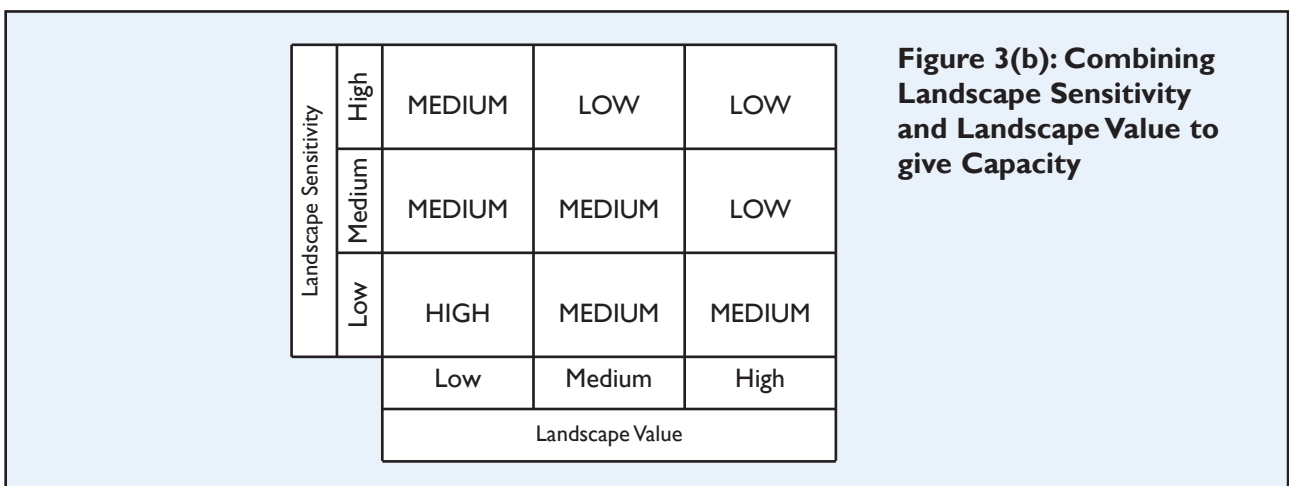 Landscape Sensitivity
High
MEDIUM
LOW
LOW
Medium
MEDIUM
MEDIUM
LOW
Low
HIGH
MEDIUM
MEDIUM
Low
Medium
High
Landscape Value
Figure 3(b): Combining
Landscape Sensitivity
and Landscape Value to
give Capacity